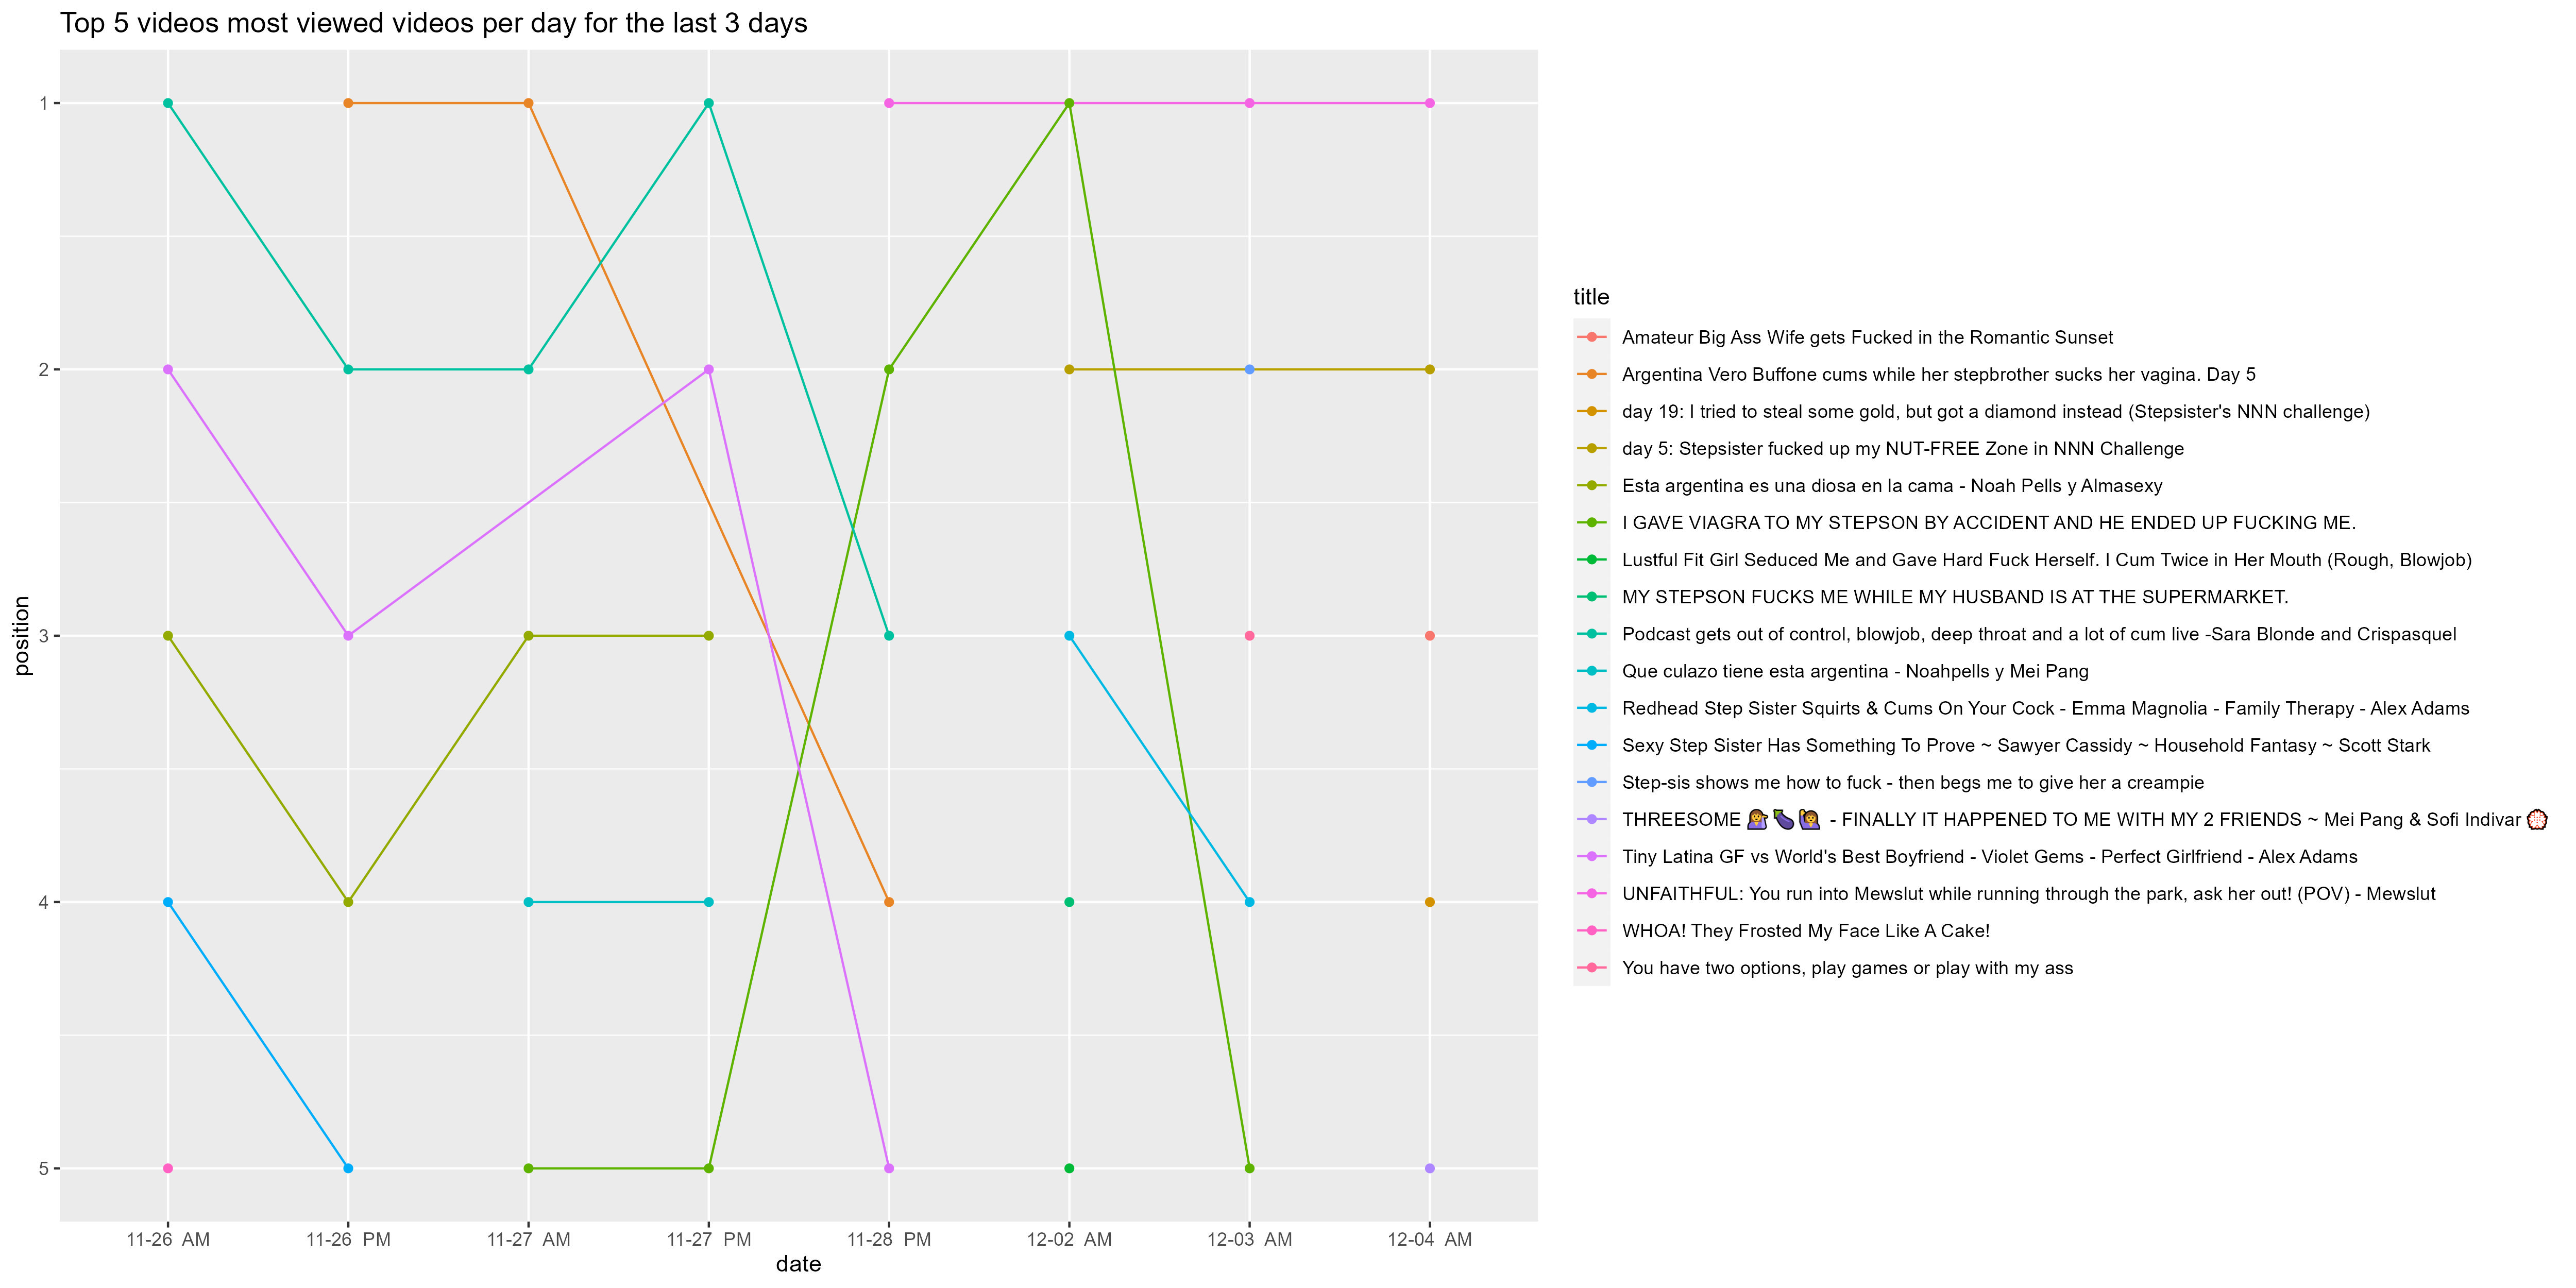 Top 5 videos most viewed videos per day for the last 3 days
position
1
2
3
4
5
11-26 AM
11-26 PM
11-27 AM
11-27 PM
11-28 PM
12-02 AM
12-03 AM
12-04 AM
date
title
Amateur Big Ass Wife gets Fucked in the Romantic Sunset
Argentina Vero Buffone cums while her stepbrother sucks her vagina. Day 5
day 19: I tried to steal some gold, but got a diamond instead (Stepsister's NNN challenge)
day 5: Stepsister fucked up my NUT-FREE Zone in NNN Challenge
Esta argentina es una diosa en la cama - Noah Pells y Almasexy
I GAVE VIAGRA TO MY STEPSON BY ACCIDENT AND HE ENDED UP FUCKING ME.
Lustful Fit Girl Seduced Me and Gave Hard Fuck Herself. I Cum Twice in Her Mouth (Rough, Blowjob)
MY STEPSON FUCKS ME WHILE MY HUSBAND IS AT THE SUPERMARKET.
Podcast gets out of control, blowjob, deep throat and a lot of cum live -Sara Blonde and Crispasquel
Que culazo tiene esta argentina - Noahpells y Mei Pang
Redhead Step Sister Squirts & Cums On Your Cock - Emma Magnolia - Family Therapy - Alex Adams
Sexy Step Sister Has Something To Prove ~ Sawyer Cassidy ~ Household Fantasy ~ Scott Stark
Step-sis shows me how to fuck - then begs me to give her a creampie
THREESOME 💁‍♀️🍆🙋‍♀️ - FINALLY IT HAPPENED TO ME WITH MY 2 FRIENDS ~ Mei Pang & Sofi Indivar 💮
Tiny Latina GF vs World's Best Boyfriend - Violet Gems - Perfect Girlfriend - Alex Adams
UNFAITHFUL: You run into Mewslut while running through the park, ask her out! (POV) - Mewslut
WHOA! They Frosted My Face Like A Cake!
You have two options, play games or play with my ass